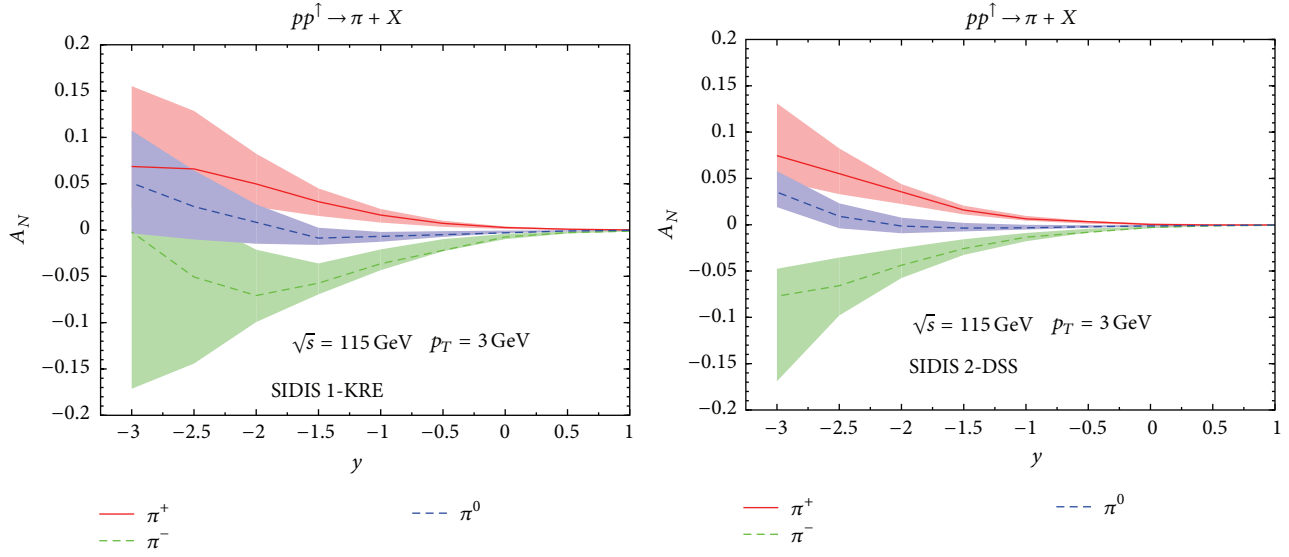 pp↑ → π + X
0.2
0.15
0.1
0.05
0
−0.05
−0.1
−0.15
−0.2
A_N
√s = 115 GeV p_T = 3 GeV
SIDIS 1-KRE
−3 −2.5 −2 −1.5 −1 −0.5 0 0.5 1
y
π⁺ π⁰
π⁻
pp↑ → π + X
0.2
0.15
0.1
0.05
0
−0.05
−0.1
−0.15
−0.2
A_N
√s = 115 GeV p_T = 3 GeV
SIDIS 2-DSS
−3 −2.5 −2 −1.5 −1 −0.5 0 0.5 1
y
π⁺ π⁰
π⁻